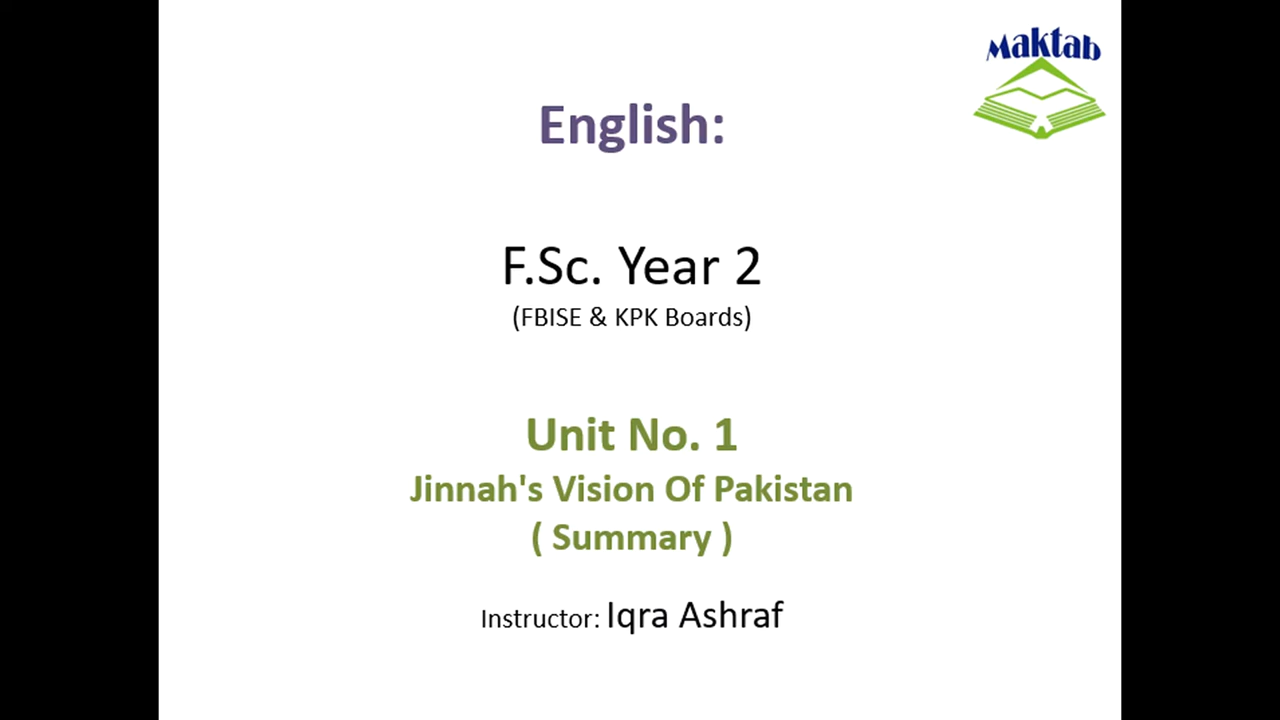 Maktab
English:
F.Sc. Year 2
(FBISE & KPK Boards)
Unit No. 1
Jinnah's Vision Of Pakistan
( Summary )
Instructor: Iqra Ashraf